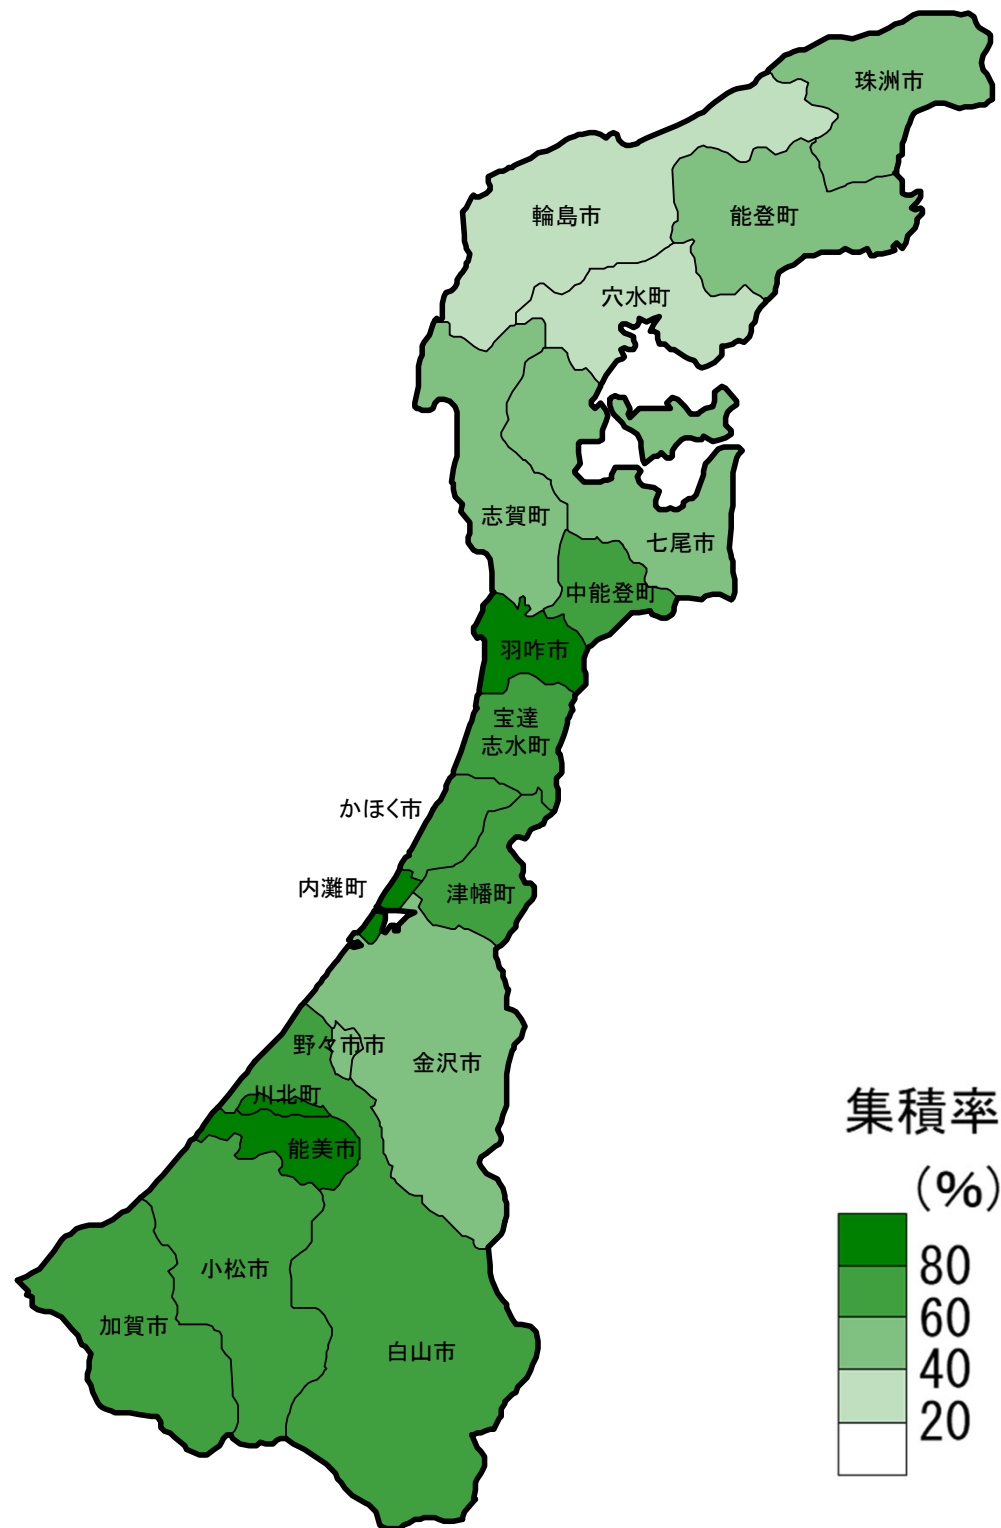 珠洲市
輪島市
能登町
穴水町
志賀町
七尾市
中能登町
羽咋市
宝達
志水町
かほく市
内灘町
津幡町
野々市市
金沢市
川北町
能美市
小松市
加賀市
白山市
集積率
(%)
80
60
40
20